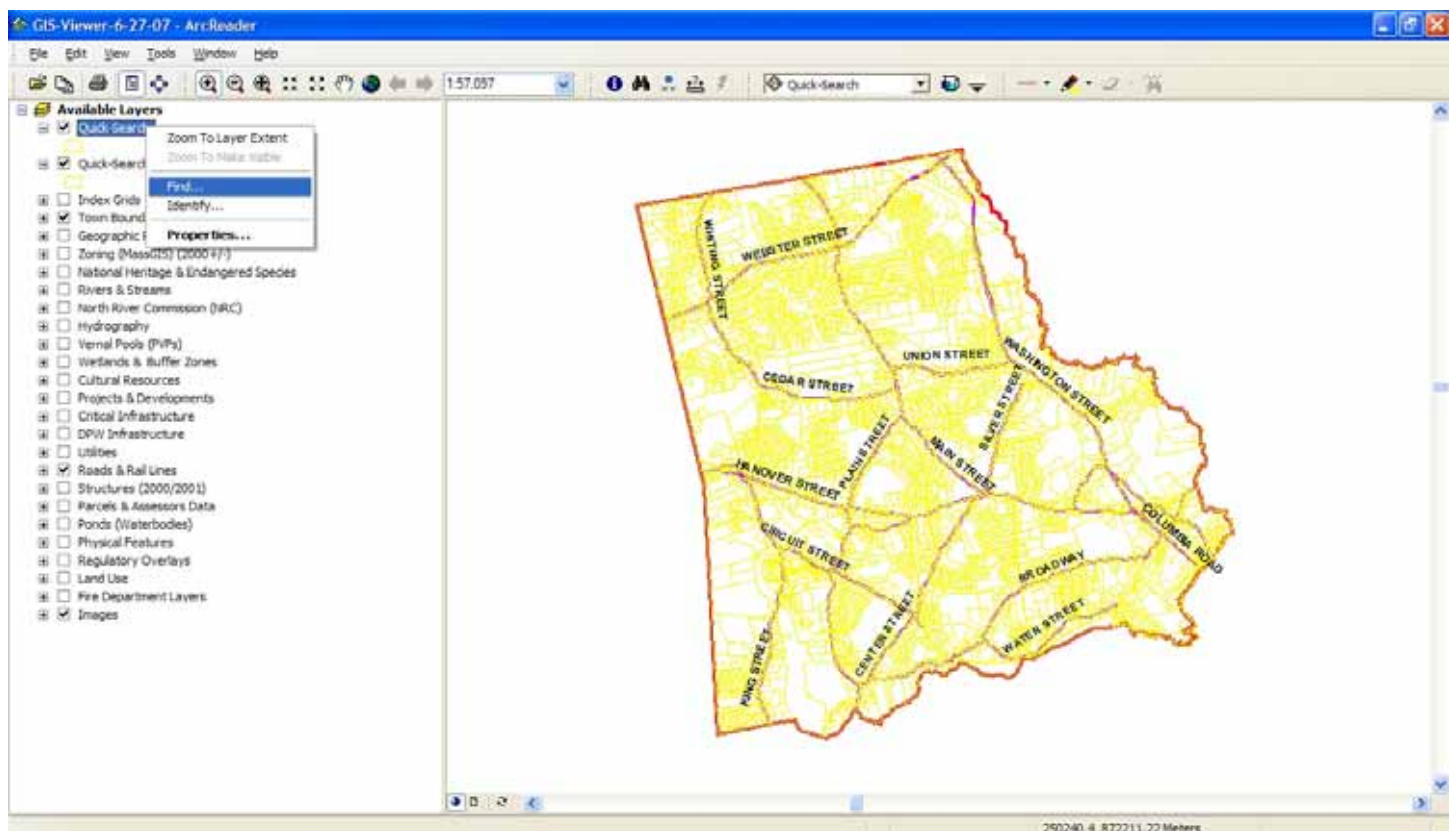 GIS-Viewer-6-27-07 - ArcReader
File Edit View Tools Window Help
1:57,057
Quick-Search
Available Layers
Quick-Search
Zoom To Layer Extent
Zoom To Make Visible
Quick-Search
Find...
Index Grids
Identify...
Town Bound
Geographic
Properties...
Zoning (MassGIS) (2000+/-)
National Heritage & Endangered Species
Rivers & Streams
North River Commission (NRC)
Hydrography
Vernal Pools (PVPs)
Wetlands & Buffer Zones
Cultural Resources
Projects & Developments
Critical Infrastructure
DPW Infrastructure
Utilities
Roads & Rail Lines
Structures (2000/2001)
Parcels & Assessors Data
Ponds (Waterbodies)
Physical Features
Regulatory Overlays
Land Use
Fire Department Layers
Images
WHITING STREET
WEBSTER STREET
UNION STREET
WASHINGTON STREET
CEDAR STREET
SILVER STREET
PLAIN STREET
MAIN STREET
HANOVER STREET
COLUMBIA ROAD
CIRCUIT STREET
BROADWAY
WATER STREET
CENTER STREET
KING STREET
250240.4 872211.22 Meters